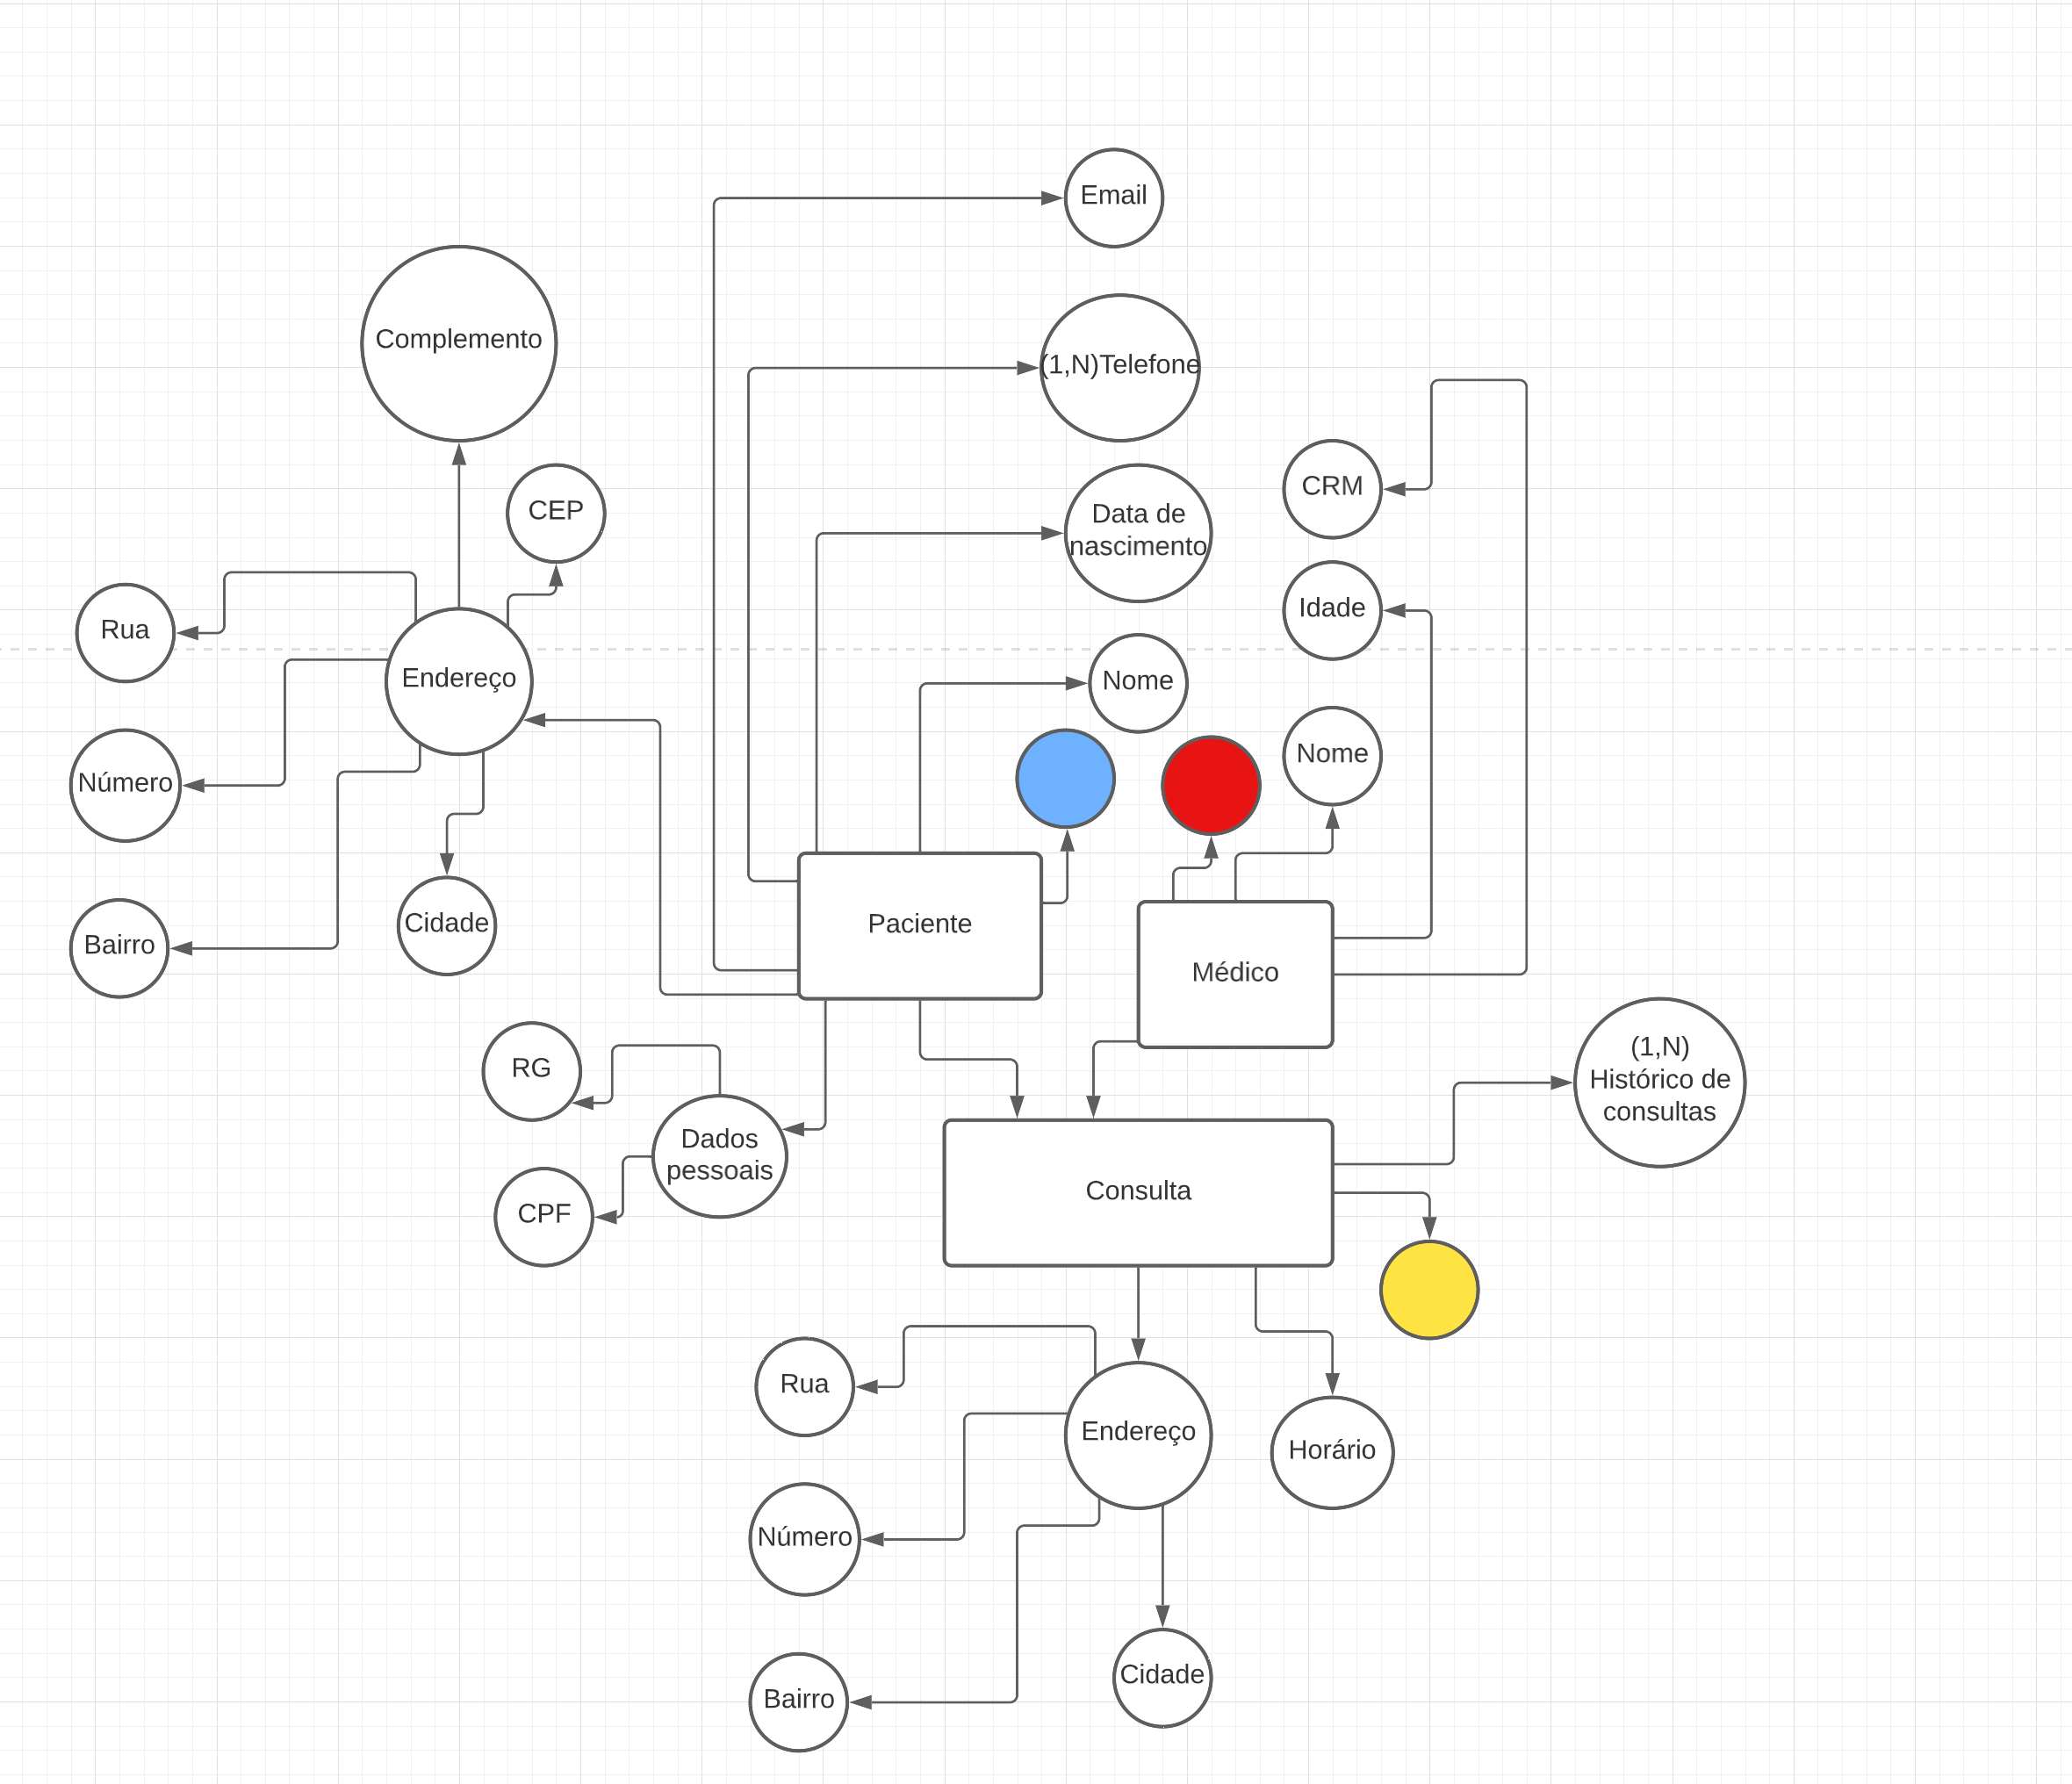 Email
Complemento
(1,N)Telefone
CRM
CEP
Data de
nascimento
Idade
Rua
Endereço
Nome
Nome
Número
Paciente
Cidade
Bairro
Médico
(1,N)
Histórico de
consultas
RG
Dados
pessoais
Consulta
CPF
Rua
Endereço
Horário
Número
Cidade
Bairro